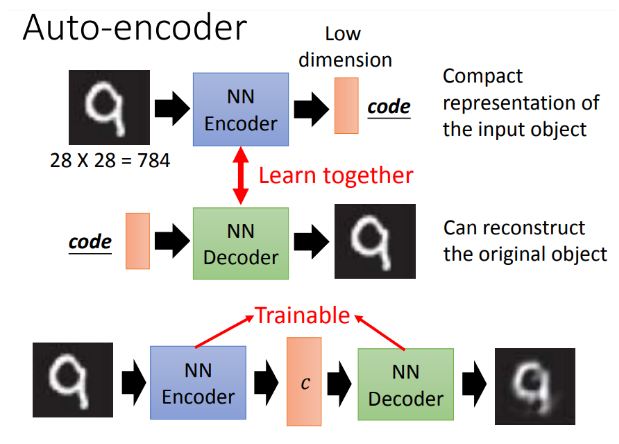 Auto-encoder
Low
dimension
NN
Encoder
code
Compact
representation of
the input object
28 X 28 = 784
Learn together
code
NN
Decoder
Can reconstruct
the original object
Trainable
NN
Encoder
c
NN
Decoder